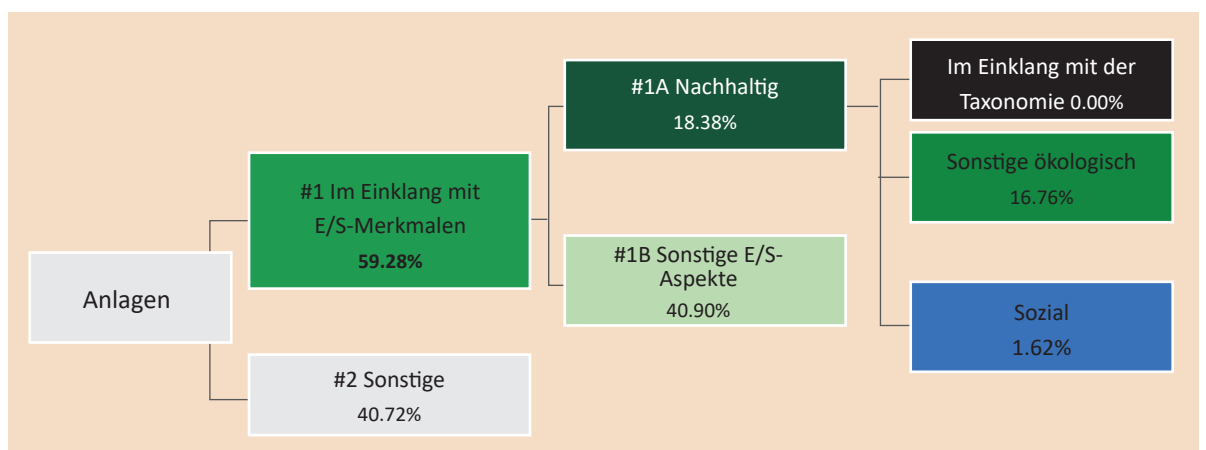 Anlagen
#1 Im Einklang mit
E/S-Merkmalen
59.28%
#2 Sonstige
40.72%
#1A Nachhaltig
18.38%
#1B Sonstige E/S-
Aspekte
40.90%
Im Einklang mit der
Taxonomie 0.00%
Sonstige ökologisch
16.76%
Sozial
1.62%